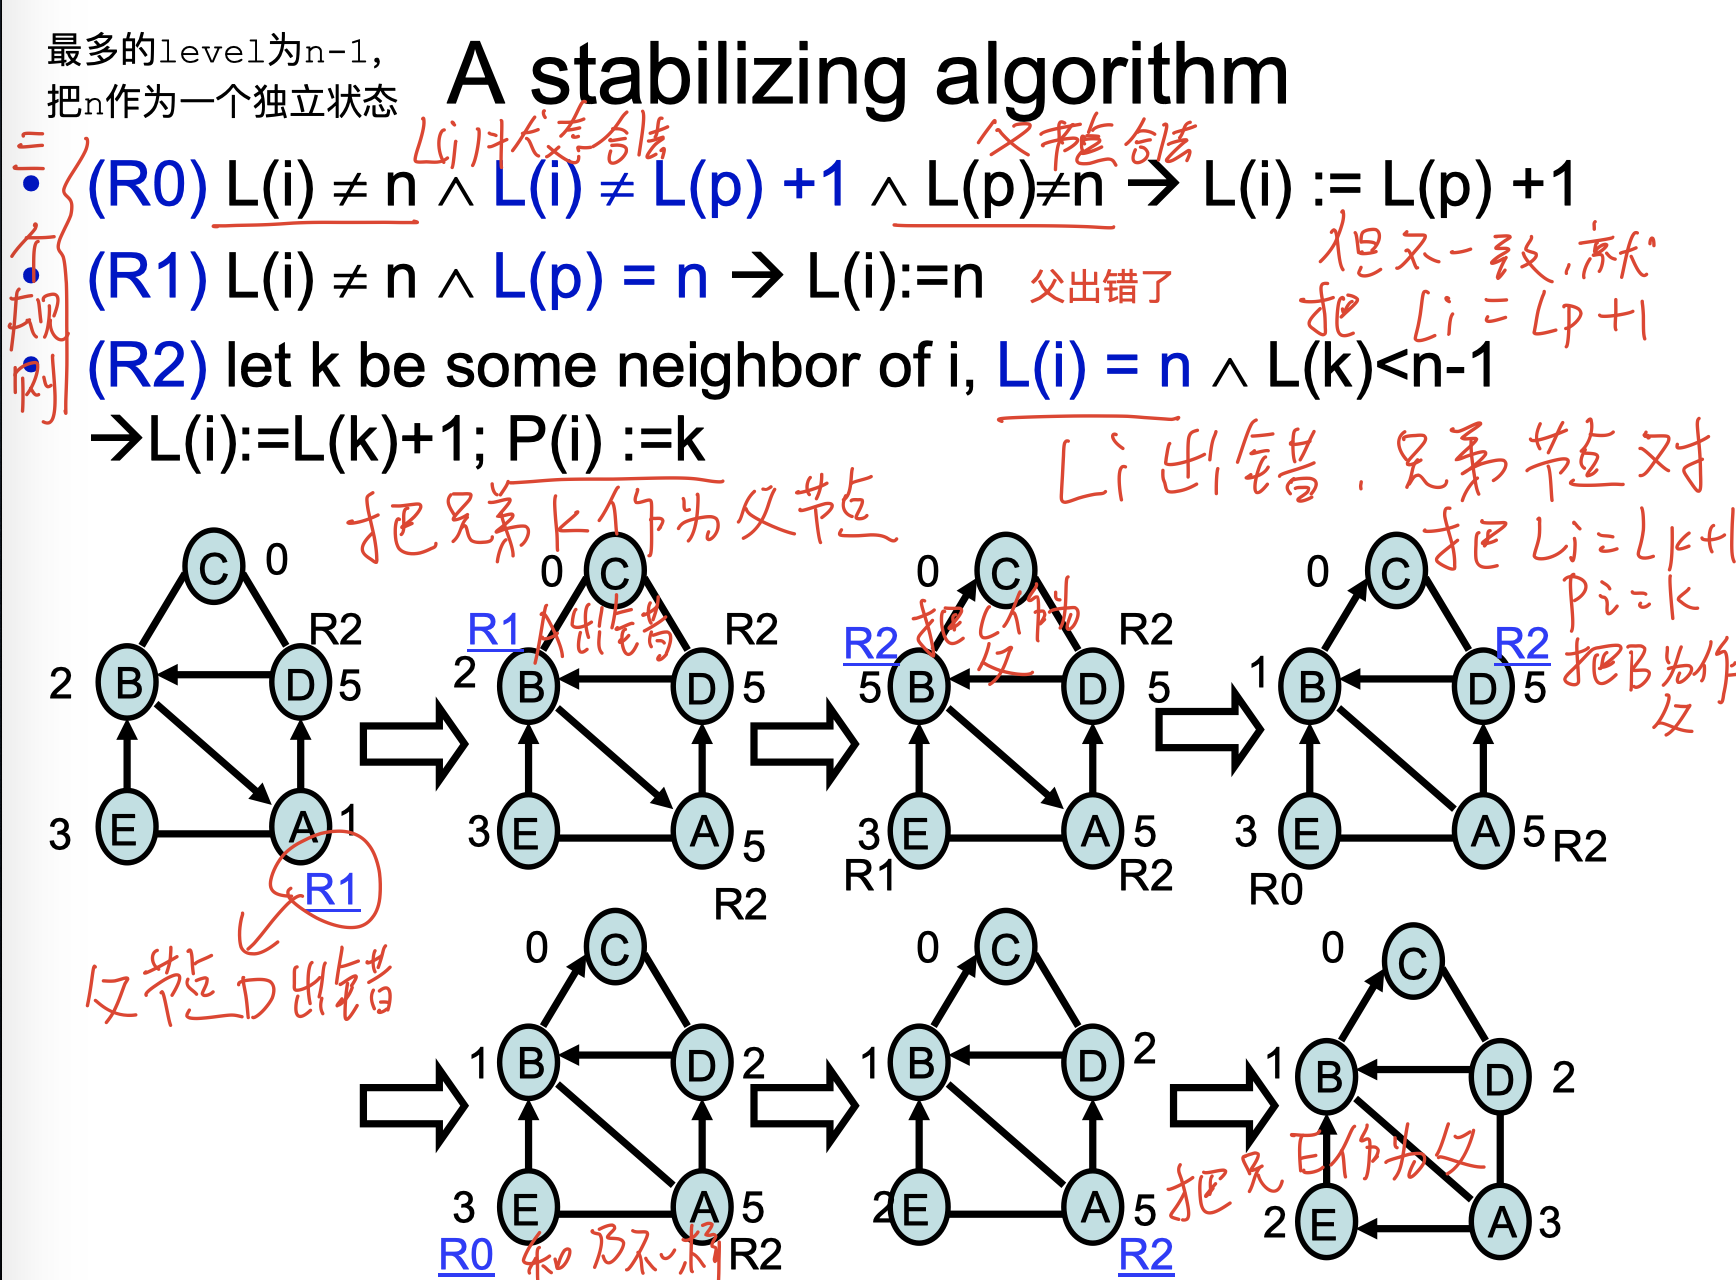 最多的level为n-1,
把n作为一个独立状态
A stabilizing algorithm
L(i)状态合法
父节点合法
三个规则
• (R0) L(i) ≠ n ∧ L(i) ≠ L(p) +1 ∧ L(p)≠n → L(i) := L(p) +1
但不一致,就
把 Li = Lp+1
• (R1) L(i) ≠ n ∧ L(p) = n → L(i):=n
父出错了
• (R2) let k be some neighbor of i, L(i) = n ∧ L(k)<n-1
→L(i):=L(k)+1; P(i) :=k
Li 出错, 兄弟节点对
把兄弟k作为父节点
把 Li=Lk+1
Pi=k
C 0
B 2
D 5 R2
E 3
A 1
R1
父节点D出错
0 C
R1
A出错
2 B
D 5 R2
3 E
A 5
R2
0 C
把C作为父
R2
5 B
D 5 R2
3 E
R1
A 5
R2
0 C
1 B
R2
D 5
把B为作父
3 E
R0
A 5 R2
0 C
1 B
D 2
3 E
R0
A 5
R2
和B不
0 C
1 B
D 2
2 E
A 5
R2
0 C
1 B
D 2
把兄E作为父
2 E
A 3